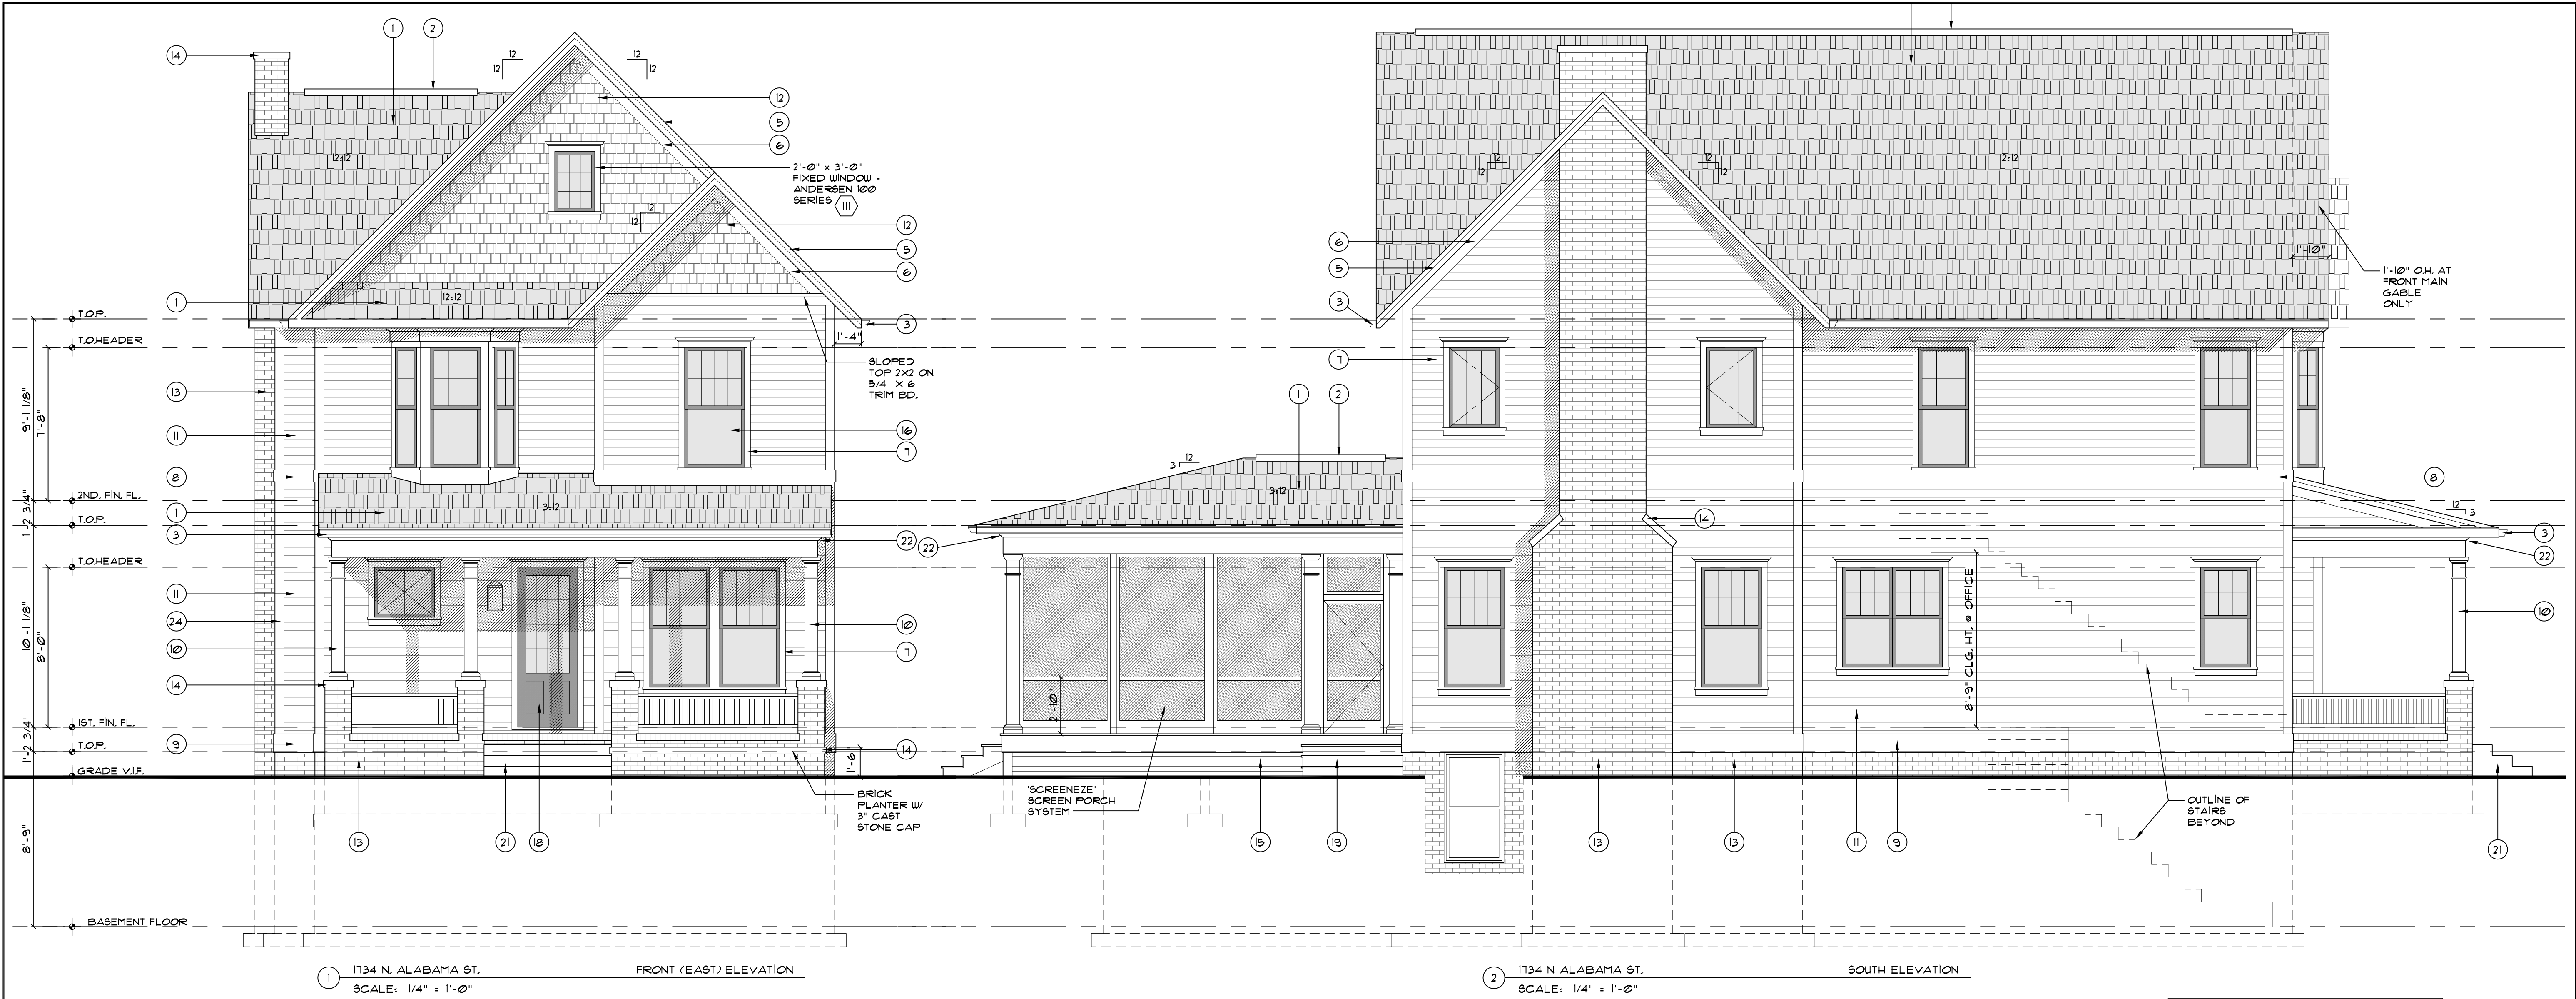 1
2
14
12
12
12
12
12
5
6
12:12
2'-0" x 3'-0"
FIXED WINDOW -
ANDERSEN 100
SERIES
111
12
12
12
5
6
1
12:12
3
1'-4"
SLOPED
TOP 2X2 ON
5/4 X 6
TRIM BD.
T.O.P.
T.O.HEADER
9'-1 1/8"
7'-8"
13
11
16
7
8
2ND. FIN. FL.
1'-2 3/4"
T.O.P.
1
3:12
3
22
T.O.HEADER
11
24
10
10
7
10'-1 1/8"
8'-0"
14
1ST. FIN. FL.
1'-2 3/4"
T.O.P.
9
14
1'-6"
GRADE V.I.F.
BRICK
PLANTER W/
3" CAST
STONE CAP
13
21
18
8'-9"
BASEMENT FLOOR
1
1734 N. ALABAMA ST.
FRONT (EAST) ELEVATION
SCALE: 1/4" = 1'-0"
12
12
12
12
12:12
6
5
3
7
1'-10"
1'-10" O.H. AT
FRONT MAIN
GABLE
ONLY
1
2
12
3
3:12
22
14
8
12
3
3
22
10
8'-9" CLG. HT. @ OFFICE
2'-10"
'SCREENEZE'
SCREEN PORCH
SYSTEM
15
19
13
13
11
9
OUTLINE OF
STAIRS
BEYOND
21
2
1734 N ALABAMA ST.
SOUTH ELEVATION
SCALE: 1/4" = 1'-0"